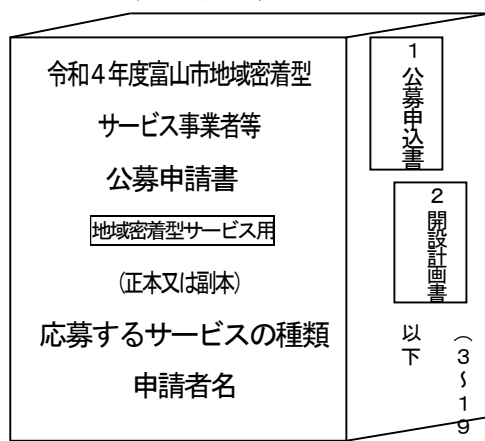 令和４年度富山市地域密着型
サービス事業者等
公募申請書
地域密着型サービス用
（正本又は副本）
応募するサービスの種類
申請者名
１公募申込書
２開設計画書
（３～１９
以下